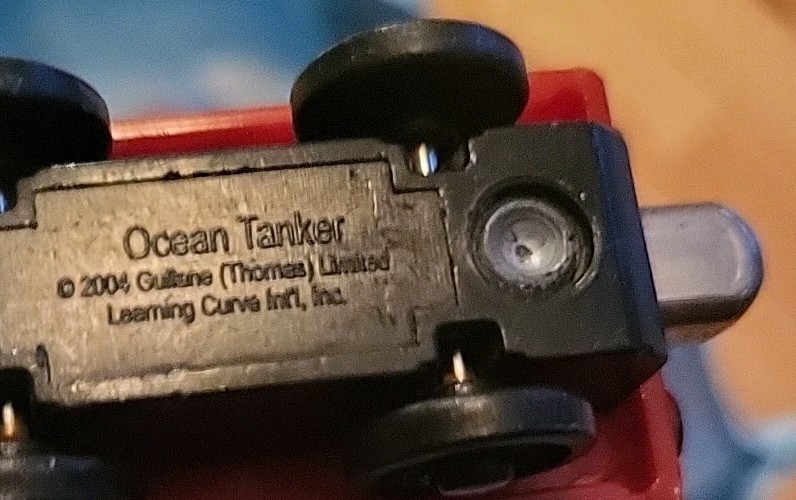 Ocean Tanker
© 2004 Gullane (Thomas) Limited
Learning Curve Int'l, Inc.